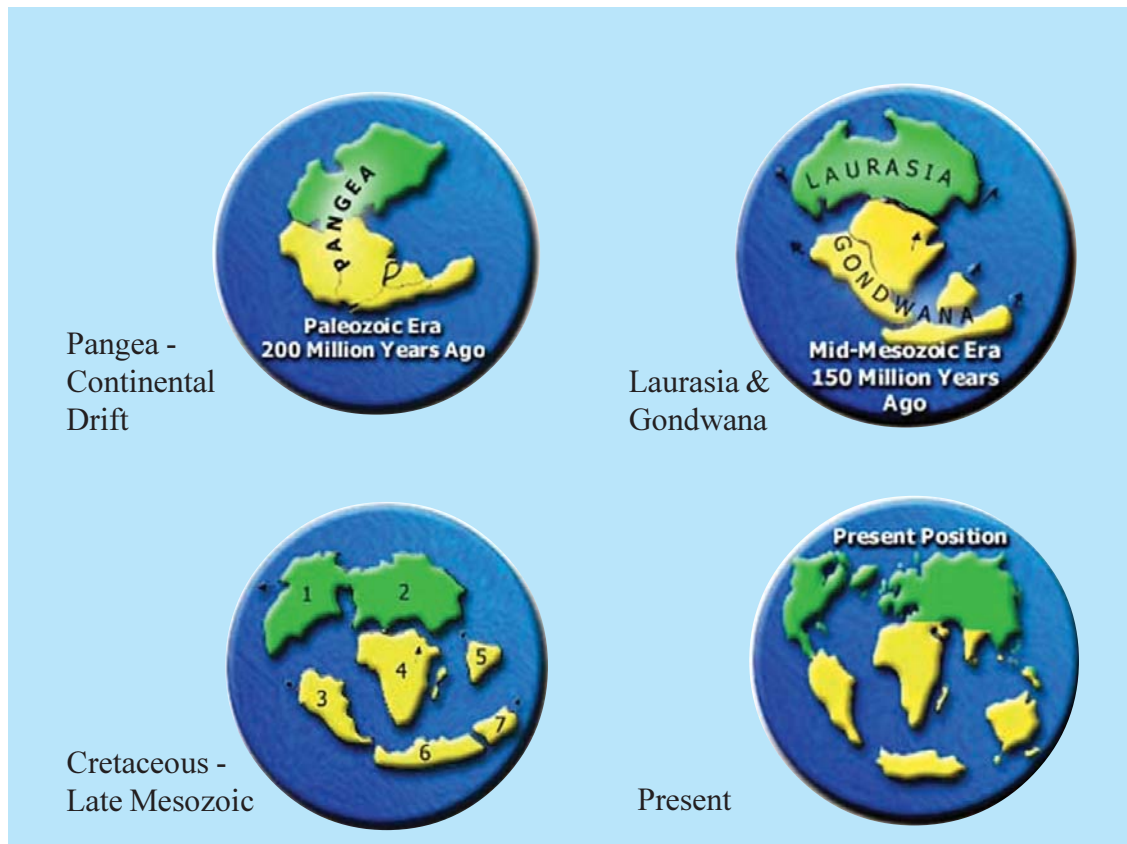 PANGEA
Paleozoic Era
200 Million Years Ago
Pangea -
Continental
Drift
LAURASIA
GONDWANA
Mid-Mesozoic Era
150 Million Years
Ago
Laurasia &
Gondwana
1
2
3
4
5
6
7
Cretaceous -
Late Mesozoic
Present Position
Present